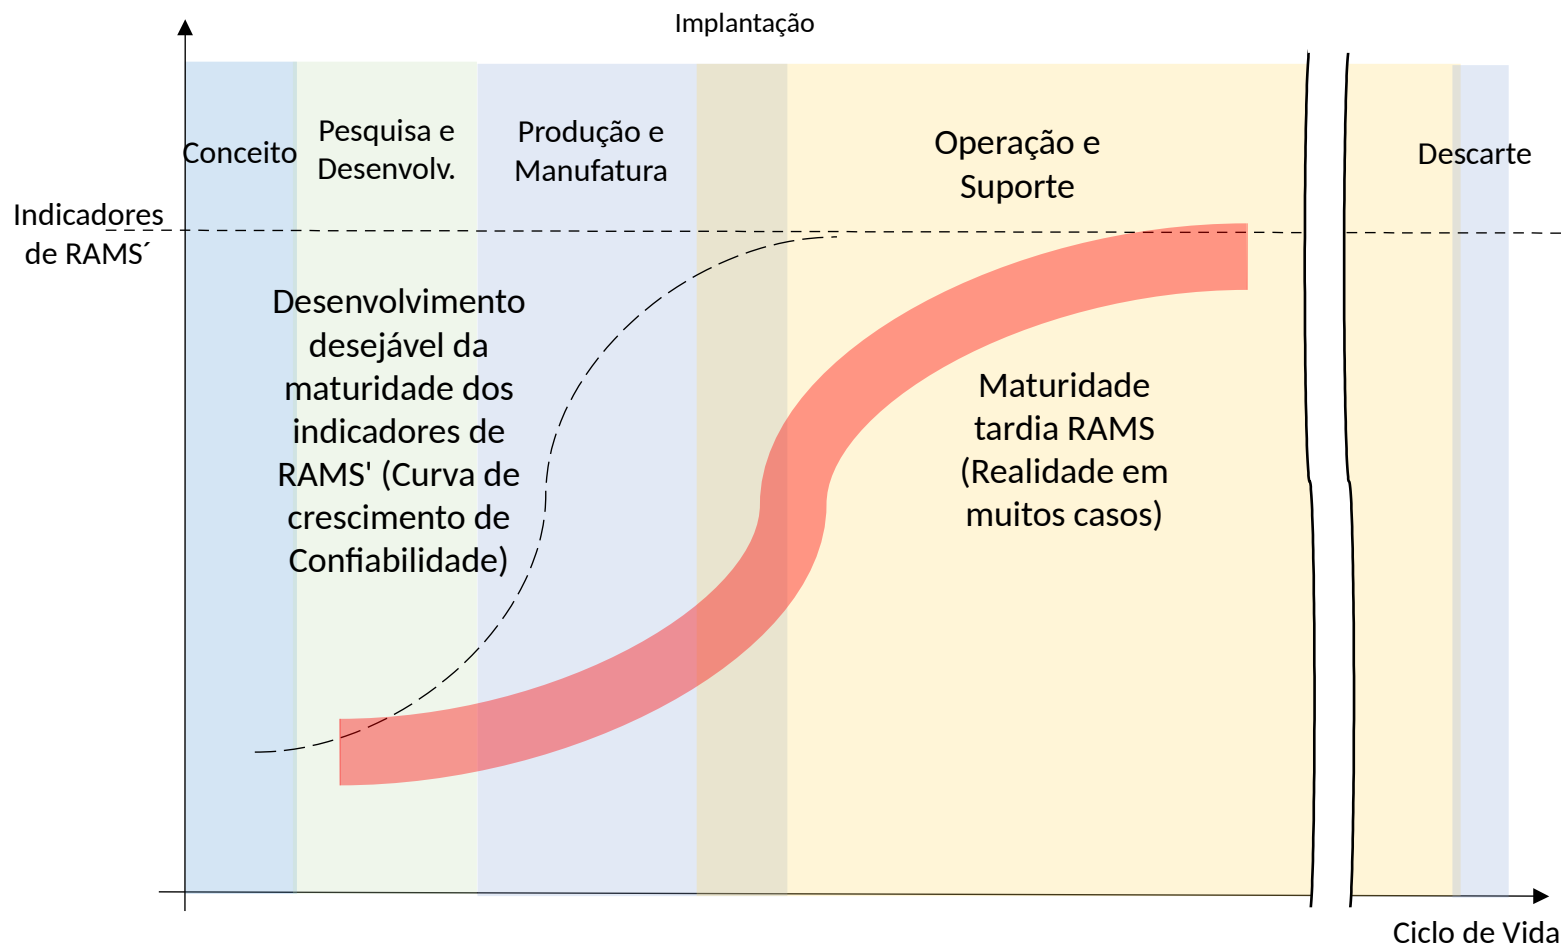 Implantação
Conceito
Pesquisa e
Desenvolv.
Produção e
Manufatura
Operação e
Suporte
Descarte
Indicadores
de RAMS´
Desenvolvimento
desejável da
maturidade dos
indicadores de
RAMS' (Curva de
crescimento de
Confiabilidade)
Maturidade
tardia RAMS
(Realidade em
muitos casos)
Ciclo de Vida